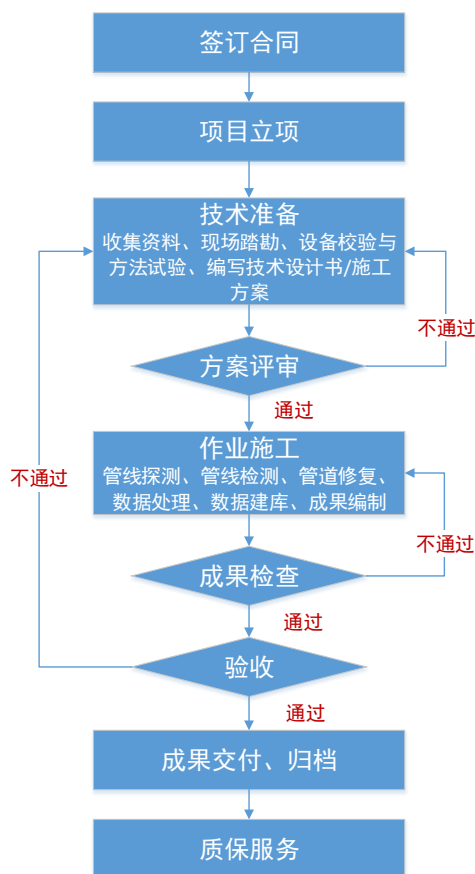 签订合同
项目立项
技术准备
收集资料、现场踏勘、设备校验与
方法试验、编写技术设计书/施工
方案
不通过
方案评审
通过
作业施工
管线探测、管线检测、管道修复、
数据处理、数据建库、成果编制
不通过
不通过
成果检查
通过
验收
通过
成果交付、归档
质保服务